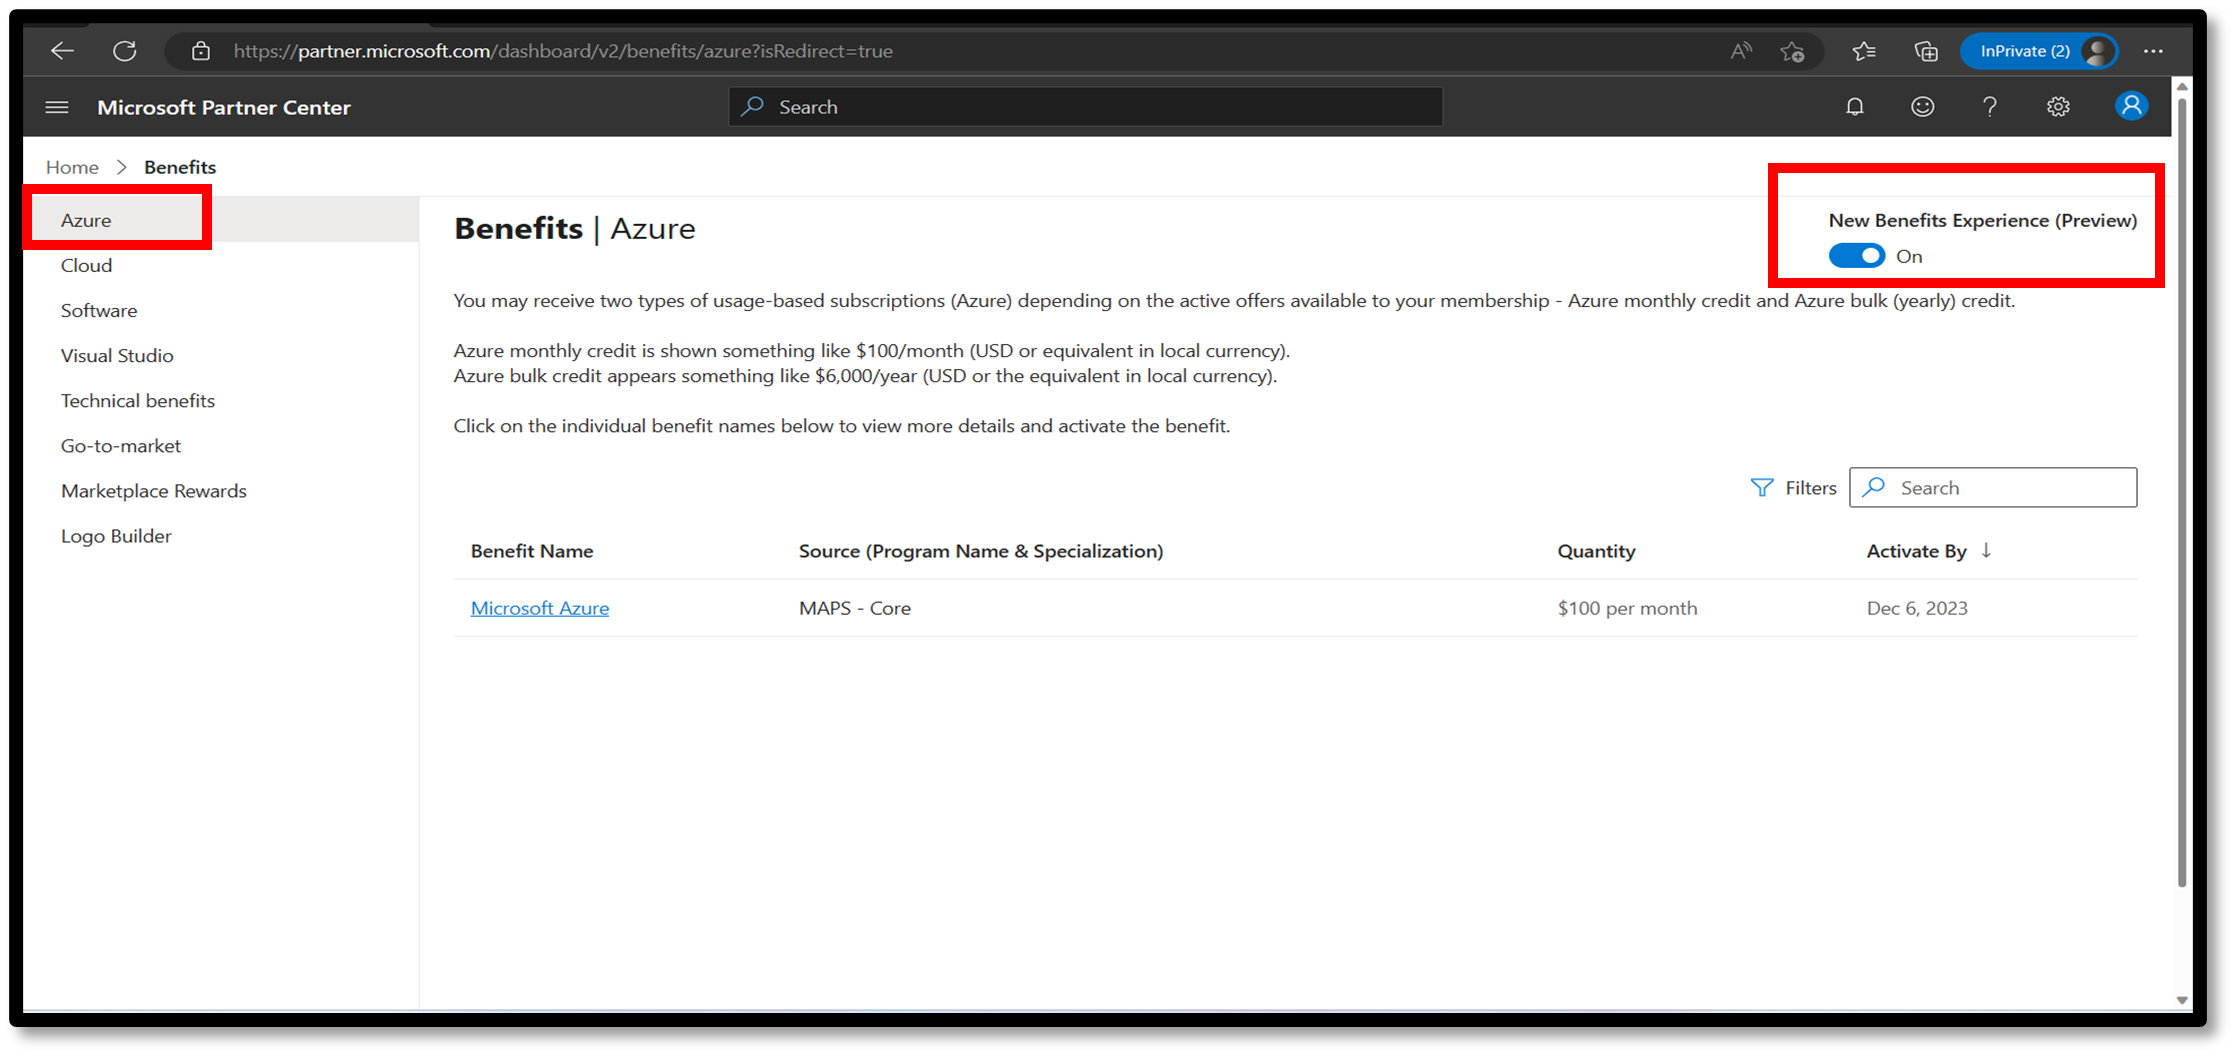 https://partner.microsoft.com/dashboard/v2/benefits/azure?isRedirect=true
InPrivate (2)
Microsoft Partner Center
Search
Home > Benefits
Azure
Cloud
Software
Visual Studio
Technical benefits
Go-to-market
Marketplace Rewards
Logo Builder
Benefits | Azure
New Benefits Experience (Preview)
On
You may receive two types of usage-based subscriptions (Azure) depending on the active offers available to your membership - Azure monthly credit and Azure bulk (yearly) credit.
Azure monthly credit is shown something like $100/month (USD or equivalent in local currency).
Azure bulk credit appears something like $6,000/year (USD or the equivalent in local currency).
Click on the individual benefit names below to view more details and activate the benefit.
Filters
Search
Benefit Name Source (Program Name & Specialization) Quantity Activate By ↓
Microsoft Azure MAPS - Core $100 per month Dec 6, 2023